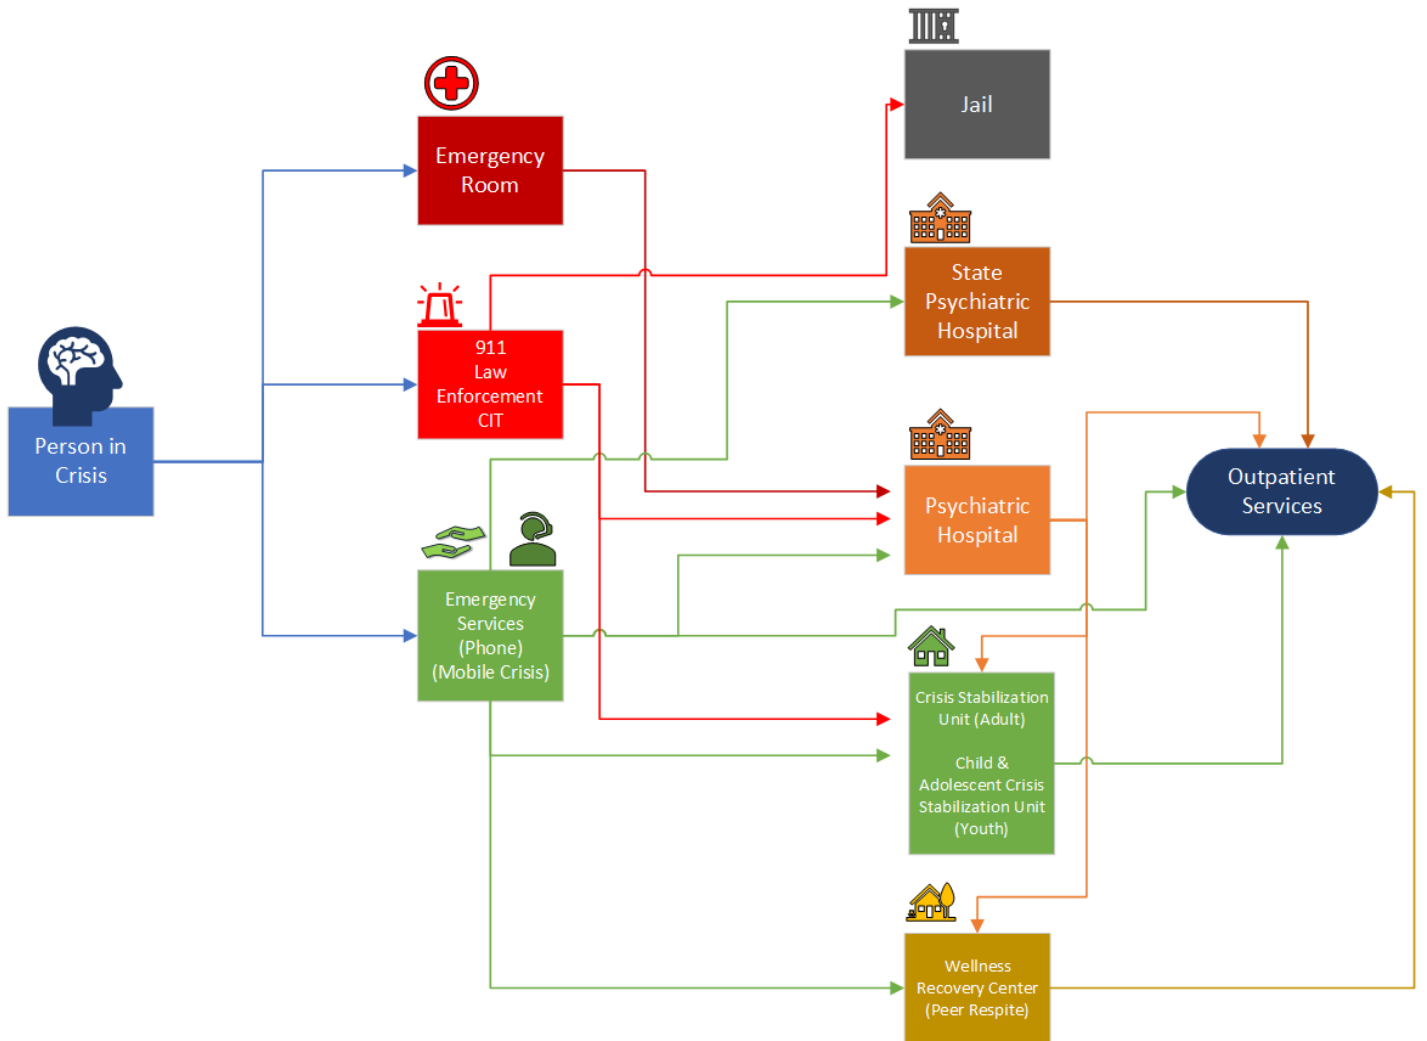 Jail
Emergency
Room
State
Psychiatric
Hospital
911
Law
Enforcement
CIT
Person in
Crisis
Psychiatric
Hospital
Outpatient
Services
Emergency
Services
(Phone)
(Mobile Crisis)
Crisis Stabilization
Unit (Adult)
Child &
Adolescent Crisis
Stabilization Unit
(Youth)
Wellness
Recovery Center
(Peer Respite)